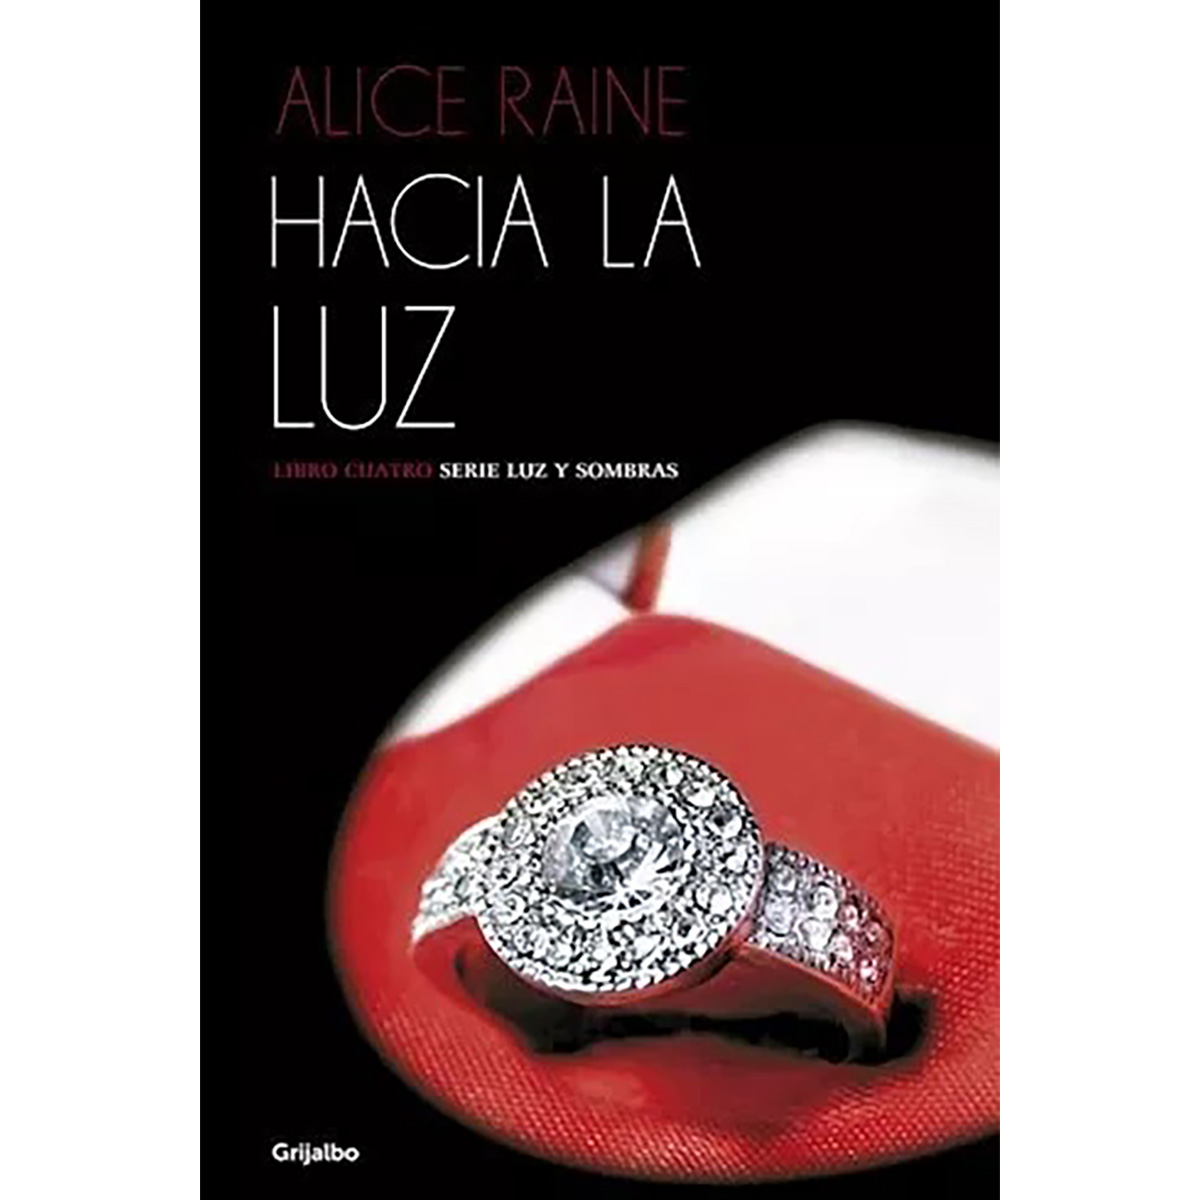 ALICE RAINE
HACIA LA
LUZ
LIBRO CUATRO SERIE LUZ Y SOMBRAS
Grijalbo